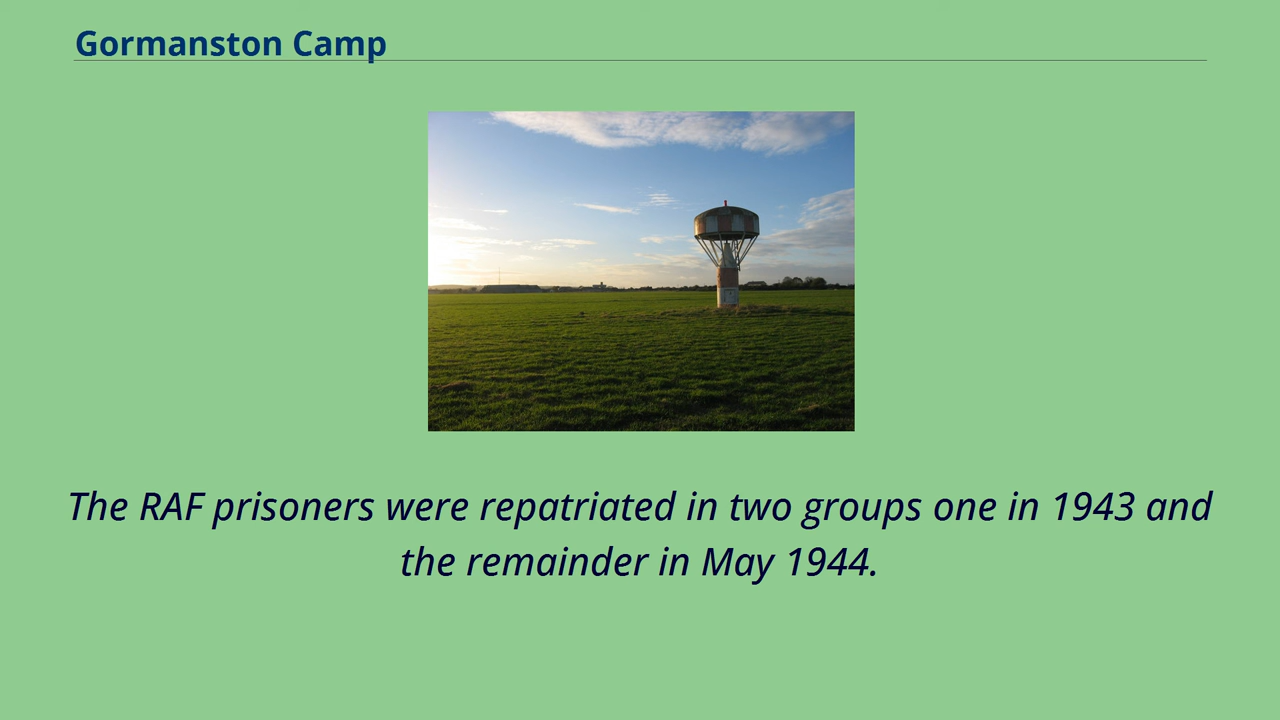 Gormanston Camp
The RAF prisoners were repatriated in two groups one in 1943 and
the remainder in May 1944.